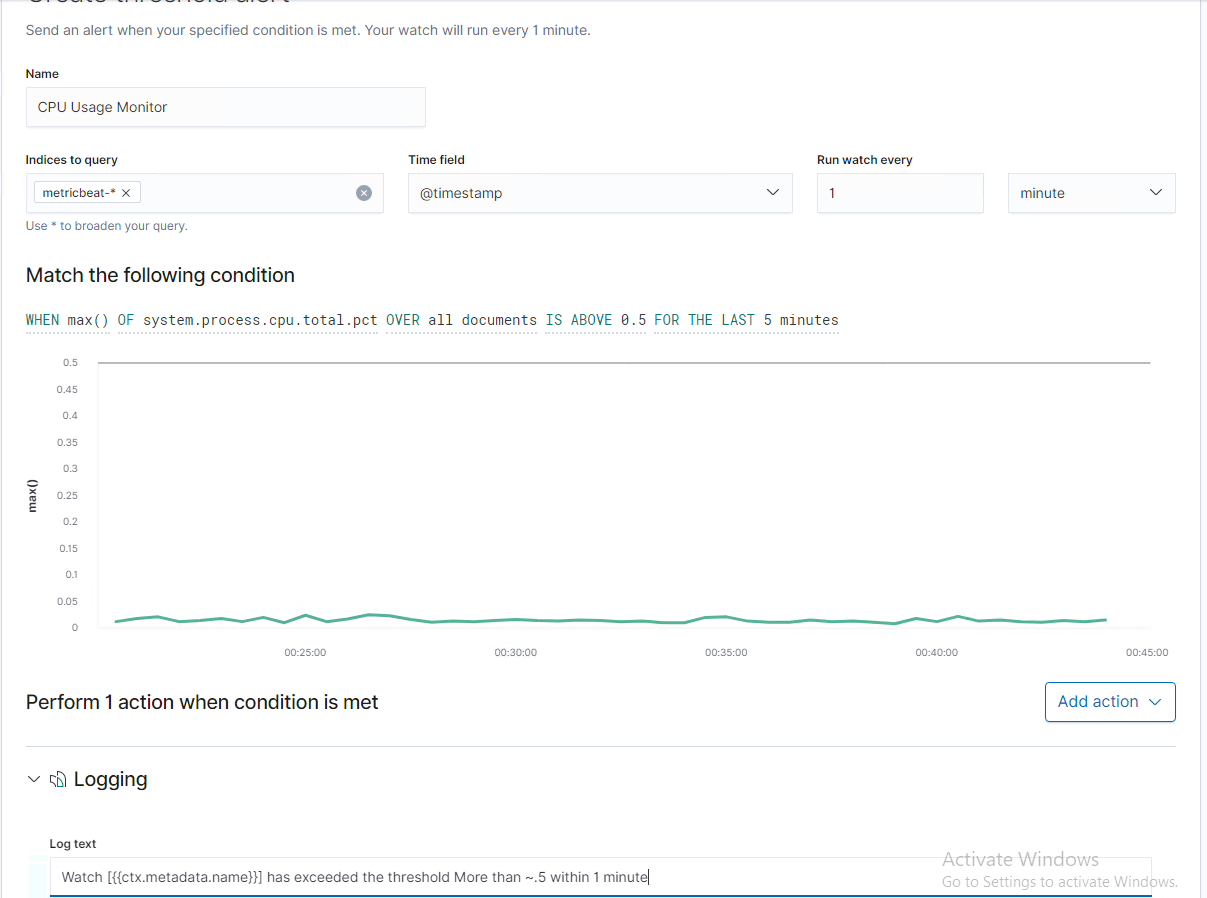 Create threshold alert
Send an alert when your specified condition is met. Your watch will run every 1 minute.
Name
CPU Usage Monitor
Indices to query
Time field
Run watch every
metricbeat-*
@timestamp
1
minute
Use * to broaden your query.
Match the following condition
WHEN max() OF system.process.cpu.total.pct OVER all documents IS ABOVE 0.5 FOR THE LAST 5 minutes
0.5
0.45
0.4
0.35
0.3
0.25
0.2
0.15
0.1
0.05
0
max()
00:25:00
00:30:00
00:35:00
00:40:00
00:45:00
Perform 1 action when condition is met
Add action
Logging
Log text
Watch [{{ctx.metadata.name}}] has exceeded the threshold More than ~.5 within 1 minute
Activate Windows
Go to Settings to activate Windows.